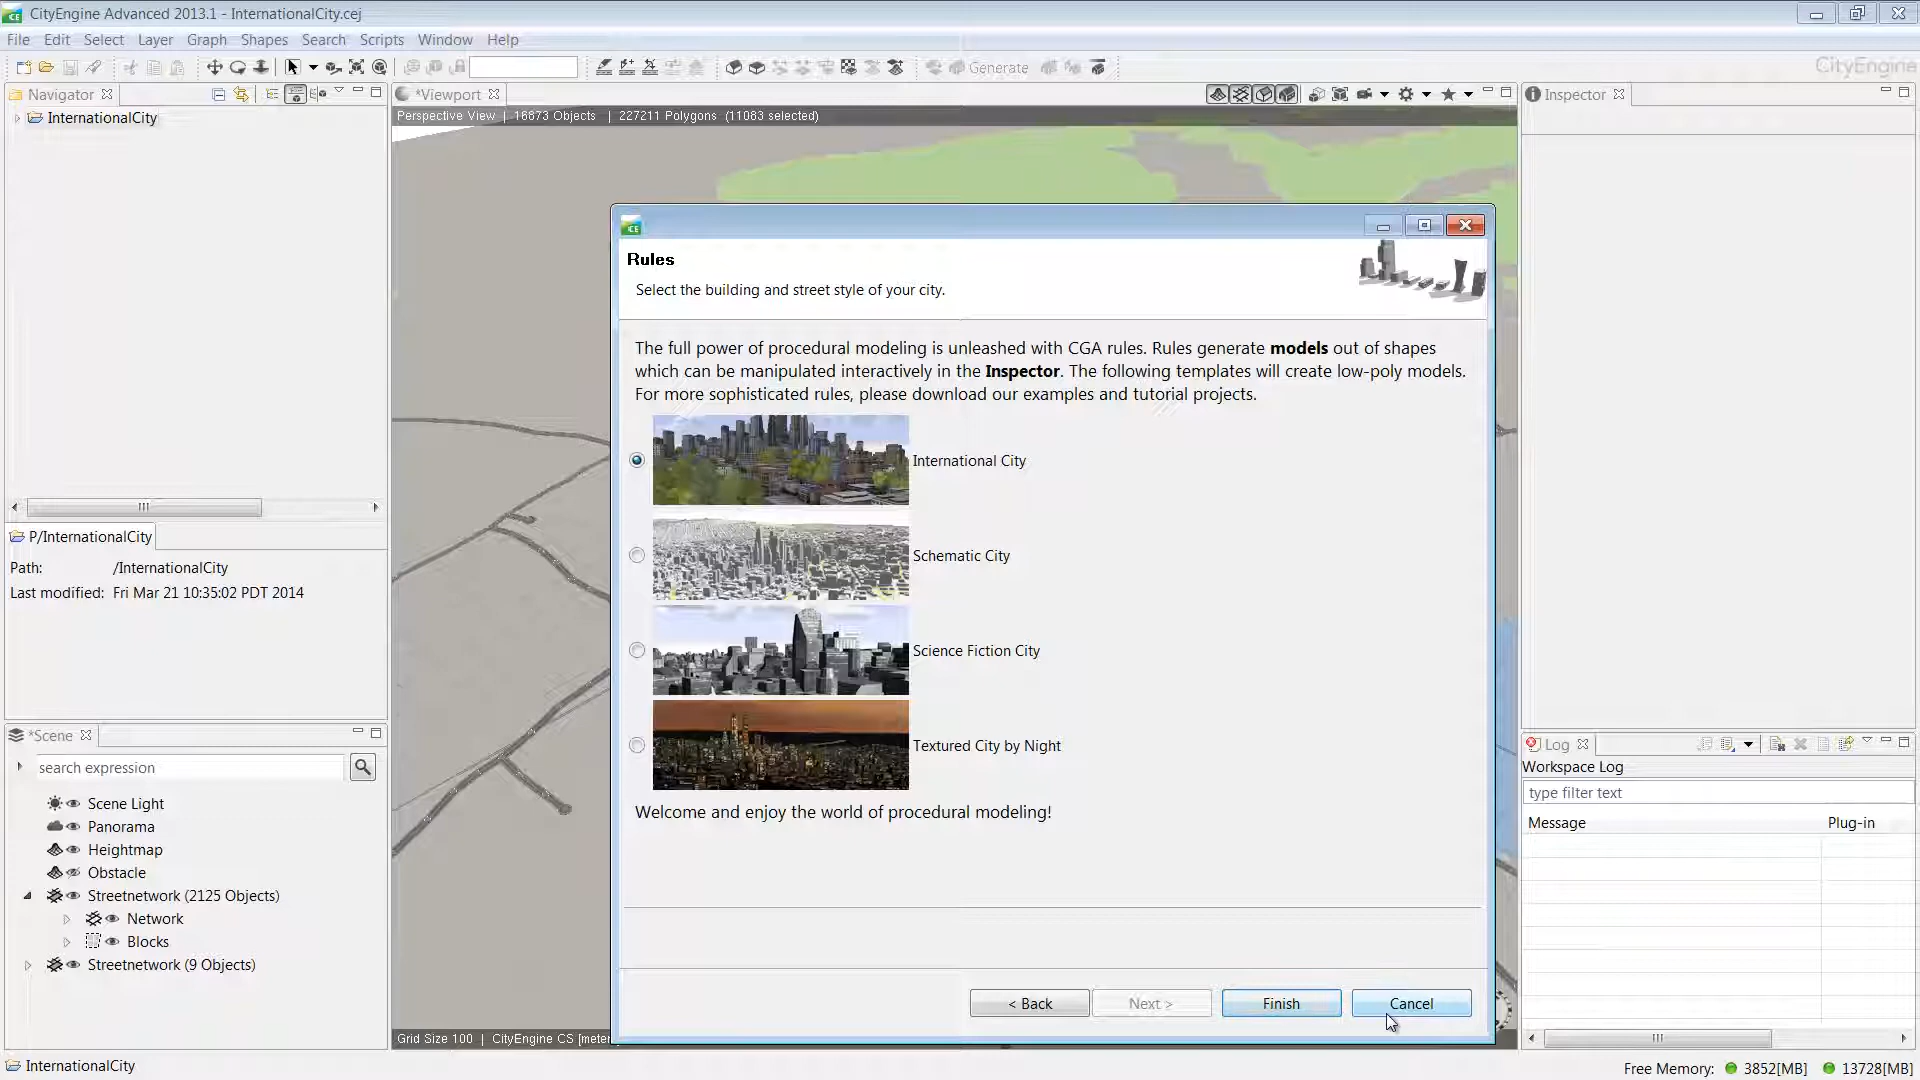 CityEngine Advanced 2013.1 - InternationalCity.cej
File Edit Select Layer Graph Shapes Search Scripts Window Help
Generate
CityEngine
Navigator
*Viewport
Inspector
Perspective View | 16873 Objects | 227211 Polygons (11083 selected)
InternationalCity
Rules
Select the building and street style of your city.
The full power of procedural modeling is unleashed with CGA rules. Rules generate models out of shapes
which can be manipulated interactively in the Inspector. The following templates will create low-poly models.
For more sophisticated rules, please download our examples and tutorial projects.
International City
Schematic City
Science Fiction City
Textured City by Night
Welcome and enjoy the world of procedural modeling!
< Back
Next >
Finish
Cancel
P/InternationalCity
Path: /InternationalCity
Last modified: Fri Mar 21 10:35:02 PDT 2014
*Scene
search expression
Scene Light
Panorama
Heightmap
Obstacle
Streetnetwork (2125 Objects)
Network
Blocks
Streetnetwork (9 Objects)
Log
Workspace Log
type filter text
Message Plug-in
Grid Size 100 | CityEngine CS [meter
InternationalCity
Free Memory: 3852[MB] 13728[MB]